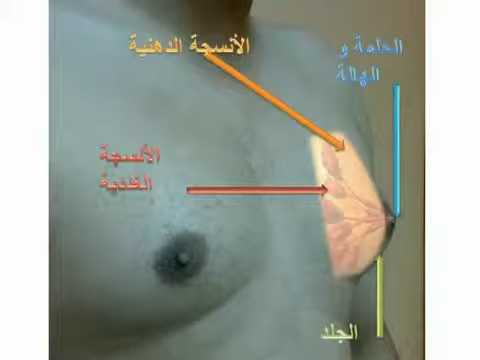 الأنسجة الدهنية
الحلمة و
الهالة
الأنسجة
الغدية
الجلد